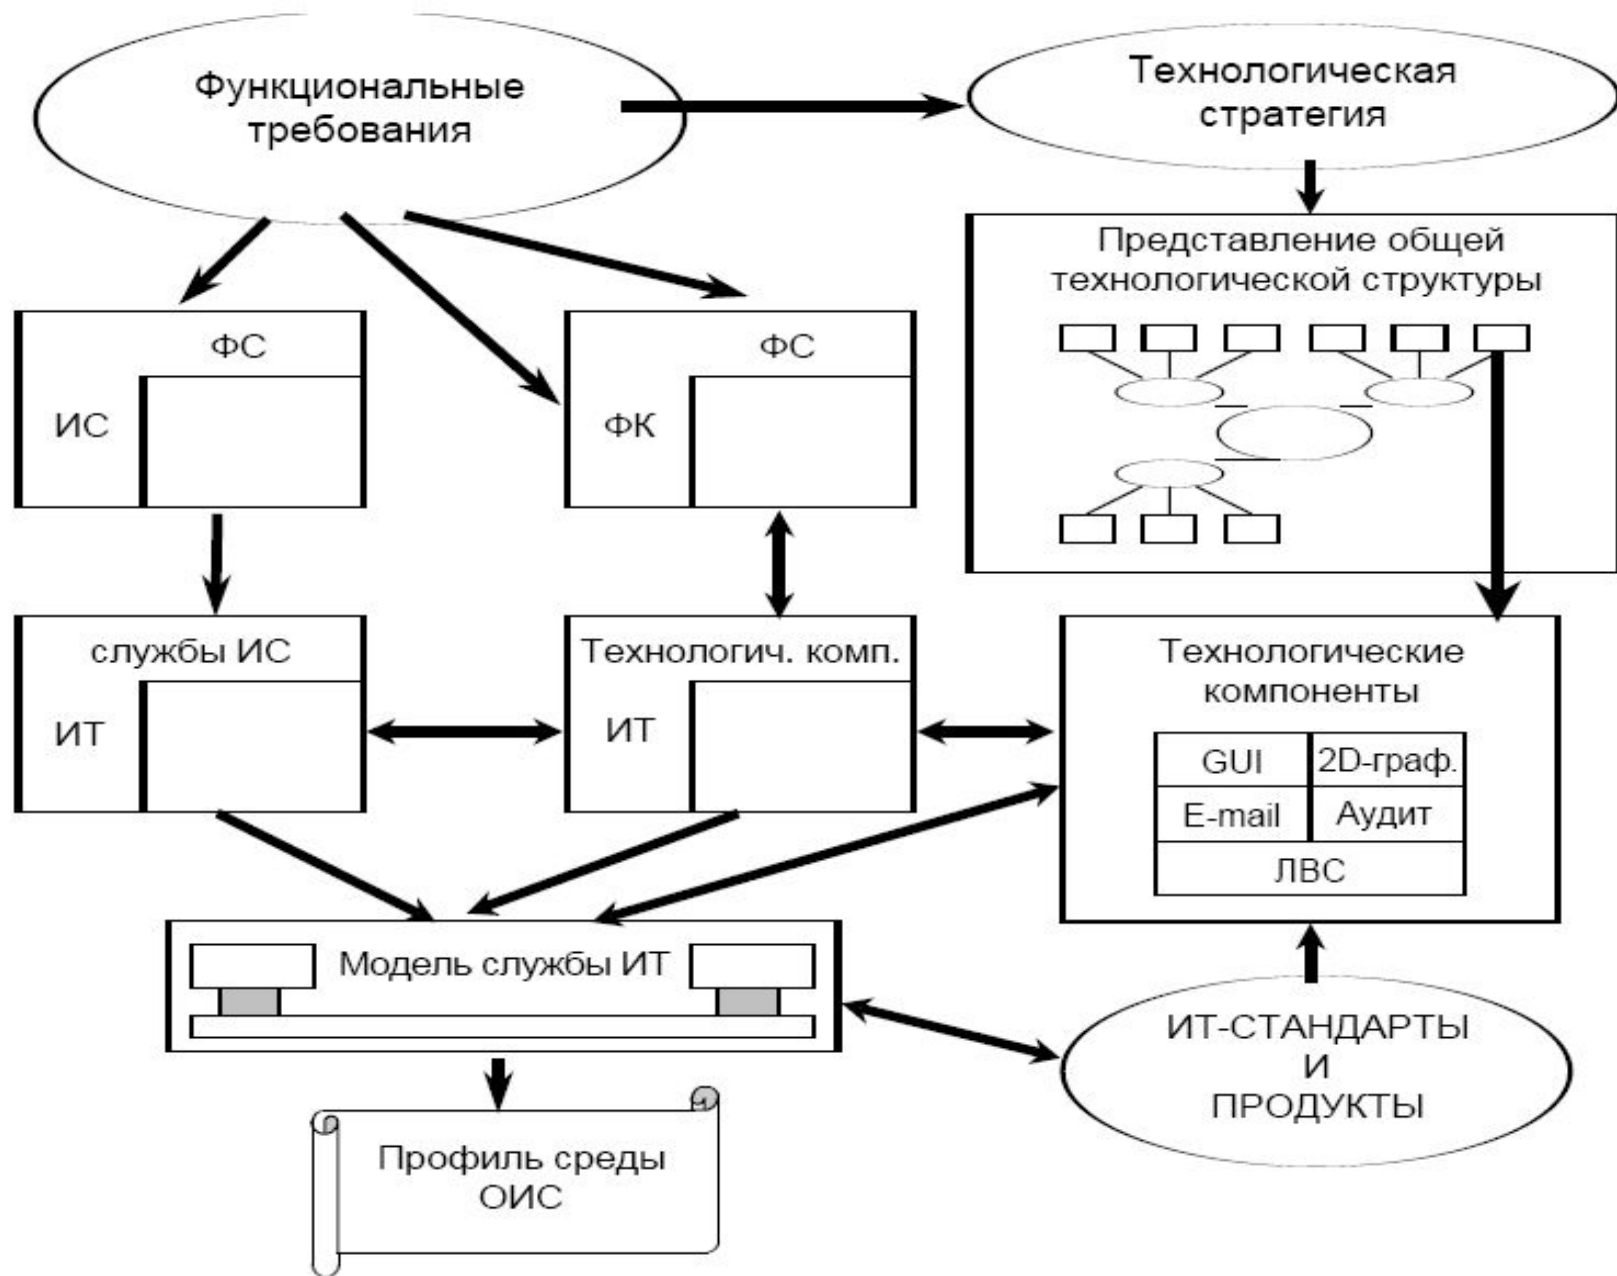 Функциональные
требования
Технологическая
стратегия
Представление общей
технологической структуры
ФС
ИС
ФС
ФК
службы ИС
ИТ
Технологич. комп.
ИТ
Технологические
компоненты
GUI
2D-граф.
E-mail
Аудит
ЛВС
Модель службы ИТ
ИТ-СТАНДАРТЫ
И
ПРОДУКТЫ
Профиль среды
ОИС